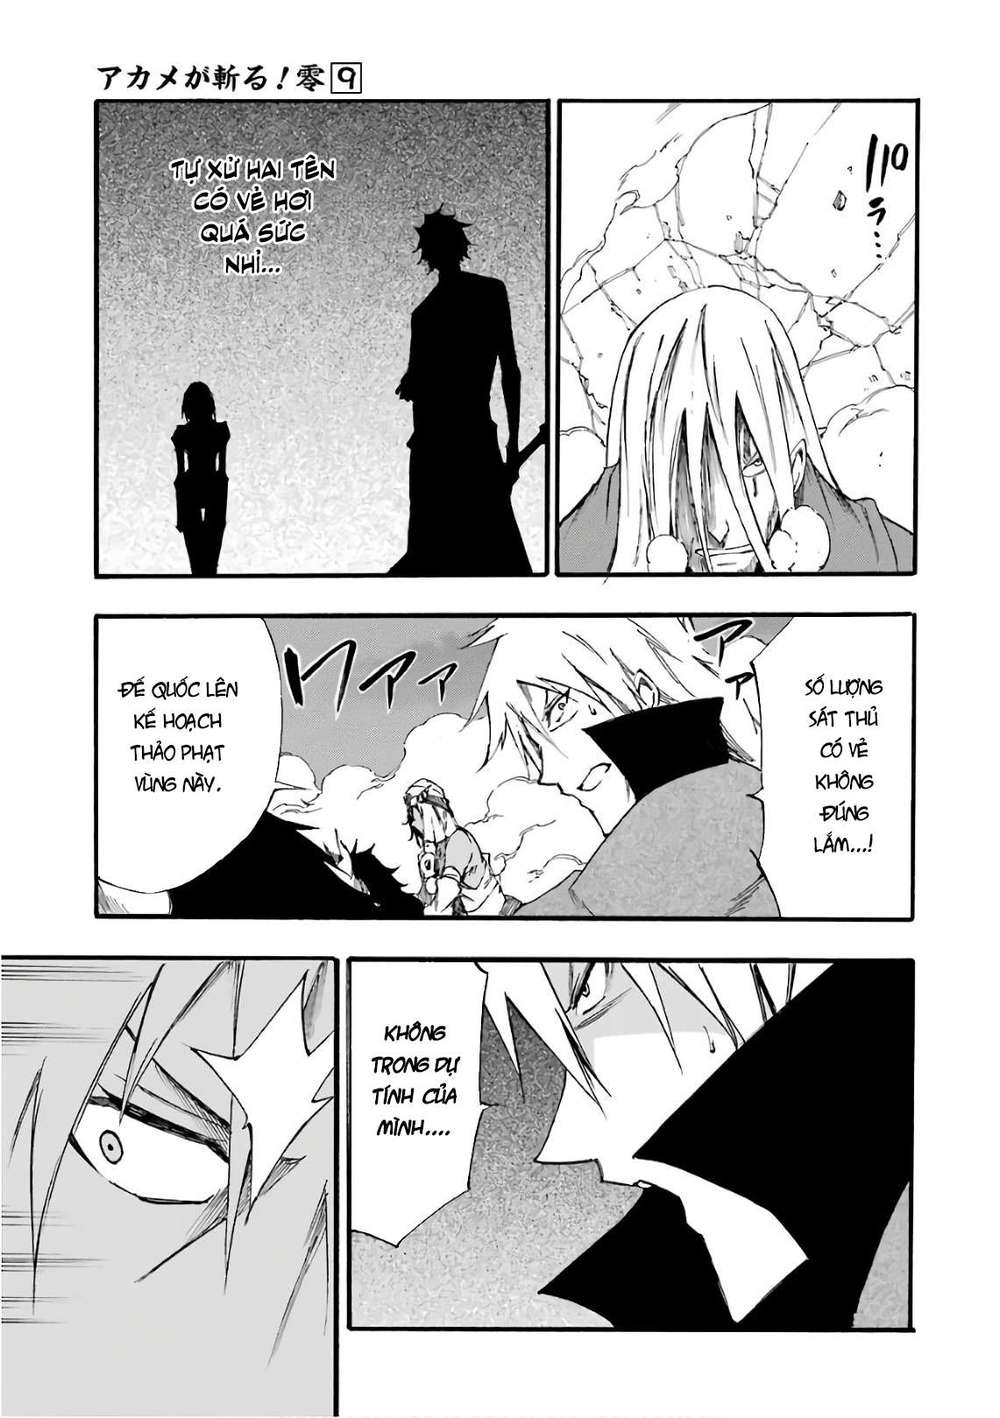 アカメが斬る！零 9
パラ…
TỰ XỬ HAI TÊN
CÓ VẺ HƠI
QUÁ SỨC
NHỈ...
ァァ
SỐ LƯỢNG
SÁT THỦ
CÓ VẺ
KHÔNG
ĐÚNG
LẮM...!
ドァァァ
ĐẾ QUỐC LÊN
KẾ HOẠCH
THẢO PHẠT
VÙNG NÀY.
KHÔNG
TRONG DỰ
TÍNH CỦA
MÌNH....